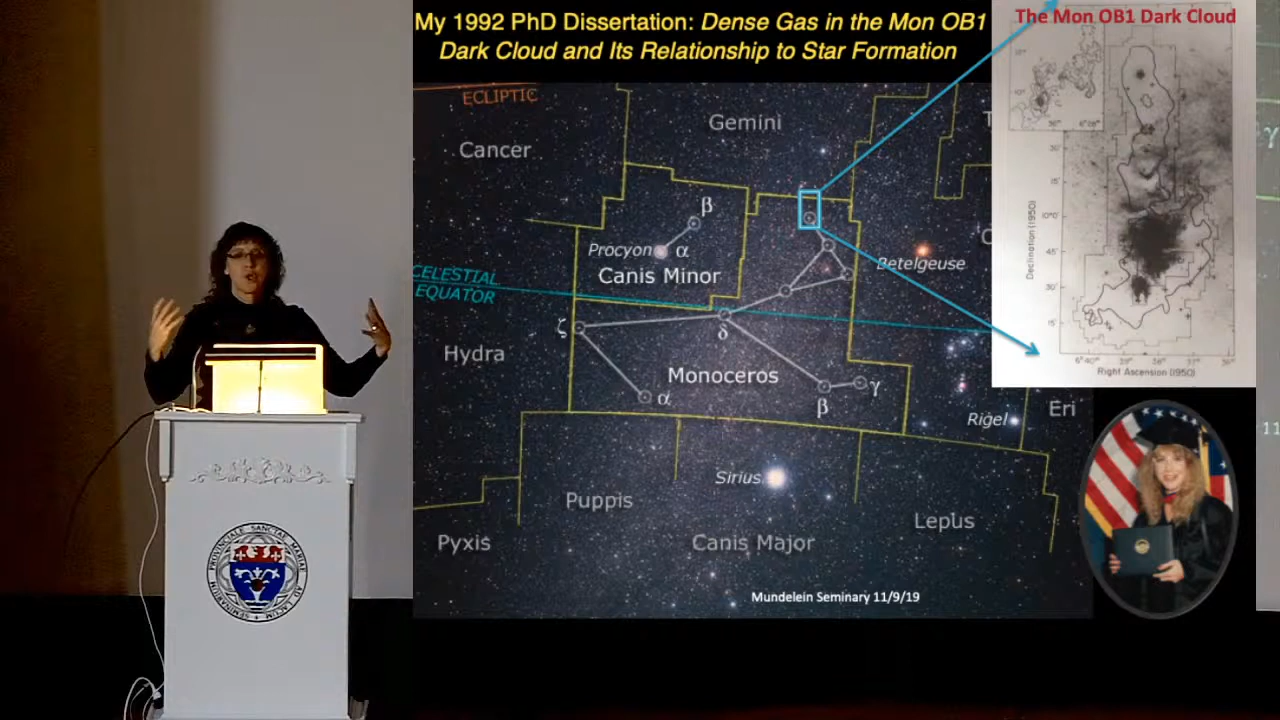 My 1992 PhD Dissertation: Dense Gas in the Mon OB1
Dark Cloud and Its Relationship to Star Formation
The Mon OB1 Dark Cloud
ECLIPTIC
Gemini
Cancer
β
Procyon
α
Canis Minor
Betelgeuse
CELESTIAL
EQUATOR
ζ
δ
Hydra
Monoceros
α
β
γ
Rigel
Eri
Sirius
Puppis
Lepus
Pyxis
Canis Major
Mundelein Seminary 11/9/19
Declination (1950)
Right Ascension (1950)
γ
11